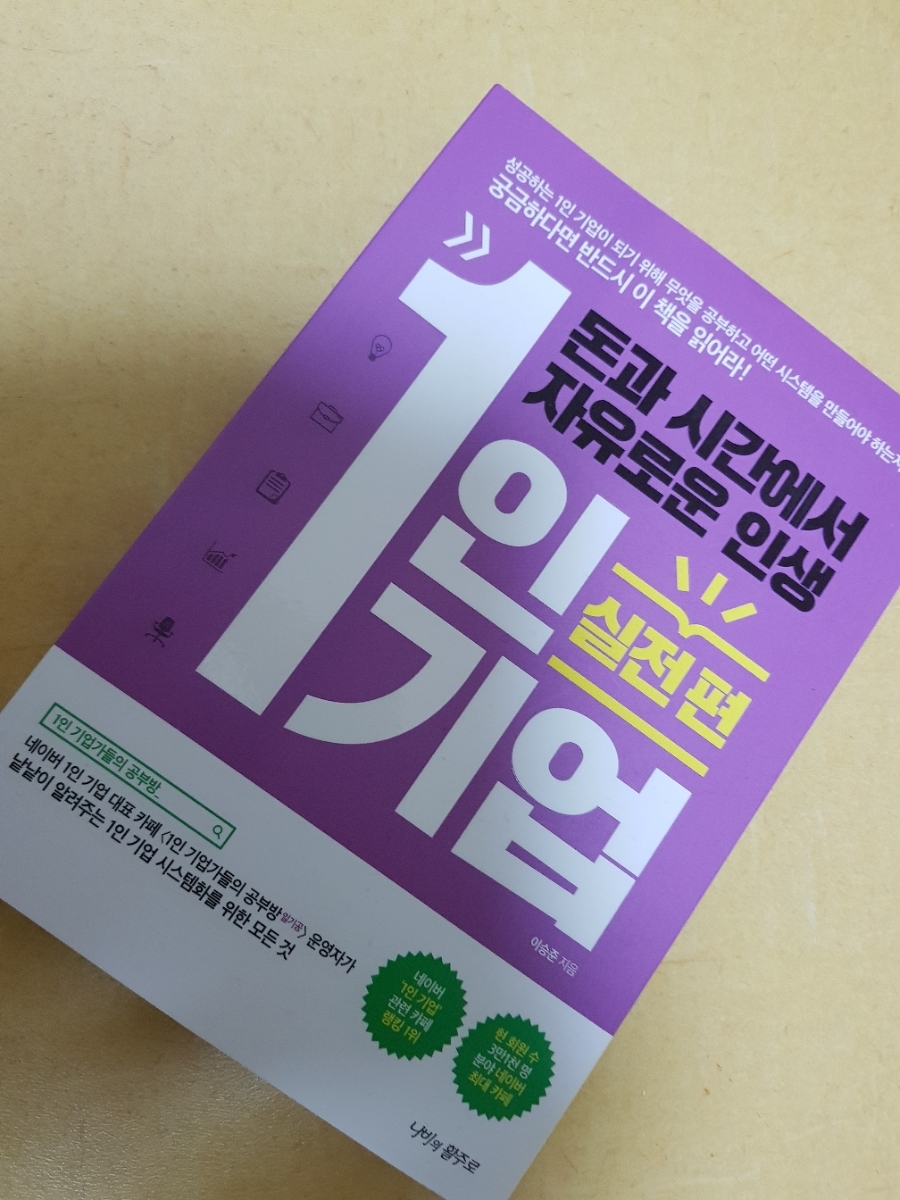 성공하는 1인 기업이 되기 위해 무엇을 공부하고 어떤 시스템을 만들어야 하는지
궁금하다면 반드시 이 책을 읽어라!
돈과 시간에서
자유로운 인생
1인
기업
실전편
1인 기업가들의 공부방_
네이버 1인 기업 대표 카페 <1인 기업가들의 공부방 일기공> 운영자가
낱낱이 알려주는 1인 기업 시스템화를 위한 모든 것
이승준 지음
네이버
'1인 기업'
관련 카페
랭킹 1위
현 회원 수
3만1천 명
분야 네이버
최대 카페
나비의 활주로